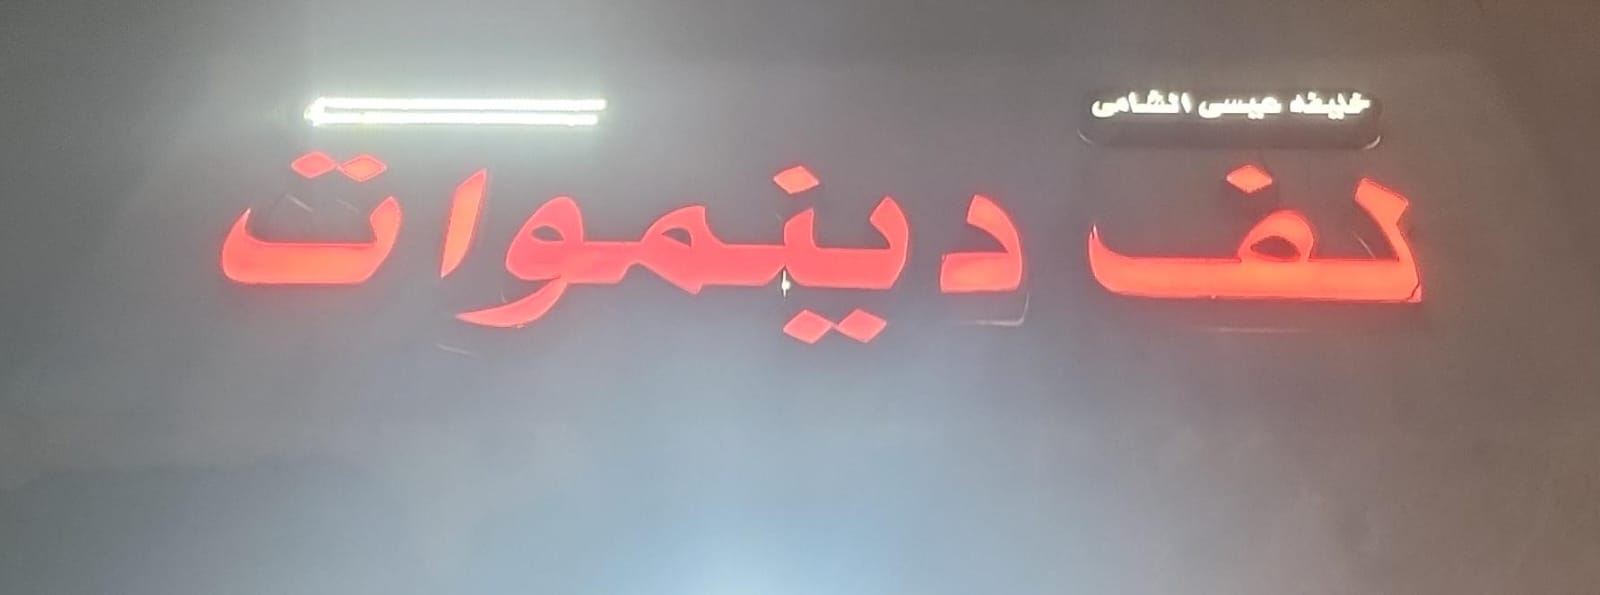 خليفه عيسى الشامى
لف دينموات